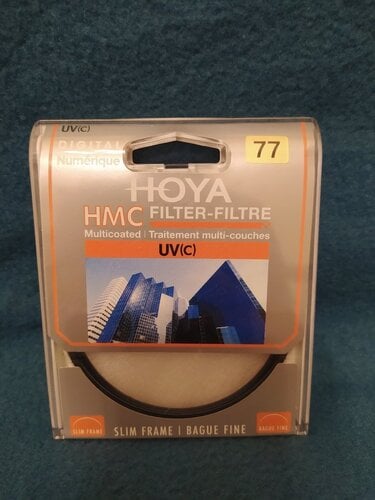 UV(C)
DIGITAL
Numérique
77
HOYA
HMC FILTER-FILTRE
Multicoated | Traitement multi-couches
UV(C)
SLIM FRAME
SLIM FRAME | BAGUE FINE
BAGUE FINE